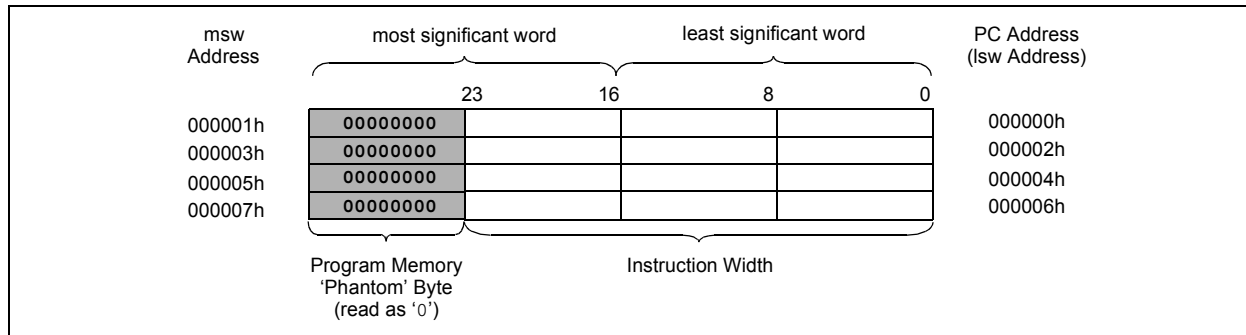 msw
Address
most significant word
least significant word
PC Address
(lsw Address)
23
16
8
0
000001h
00000000
000000h
000003h
00000000
000002h
000005h
00000000
000004h
000007h
00000000
000006h
Program Memory
‘Phantom’ Byte
(read as ‘0’)
Instruction Width